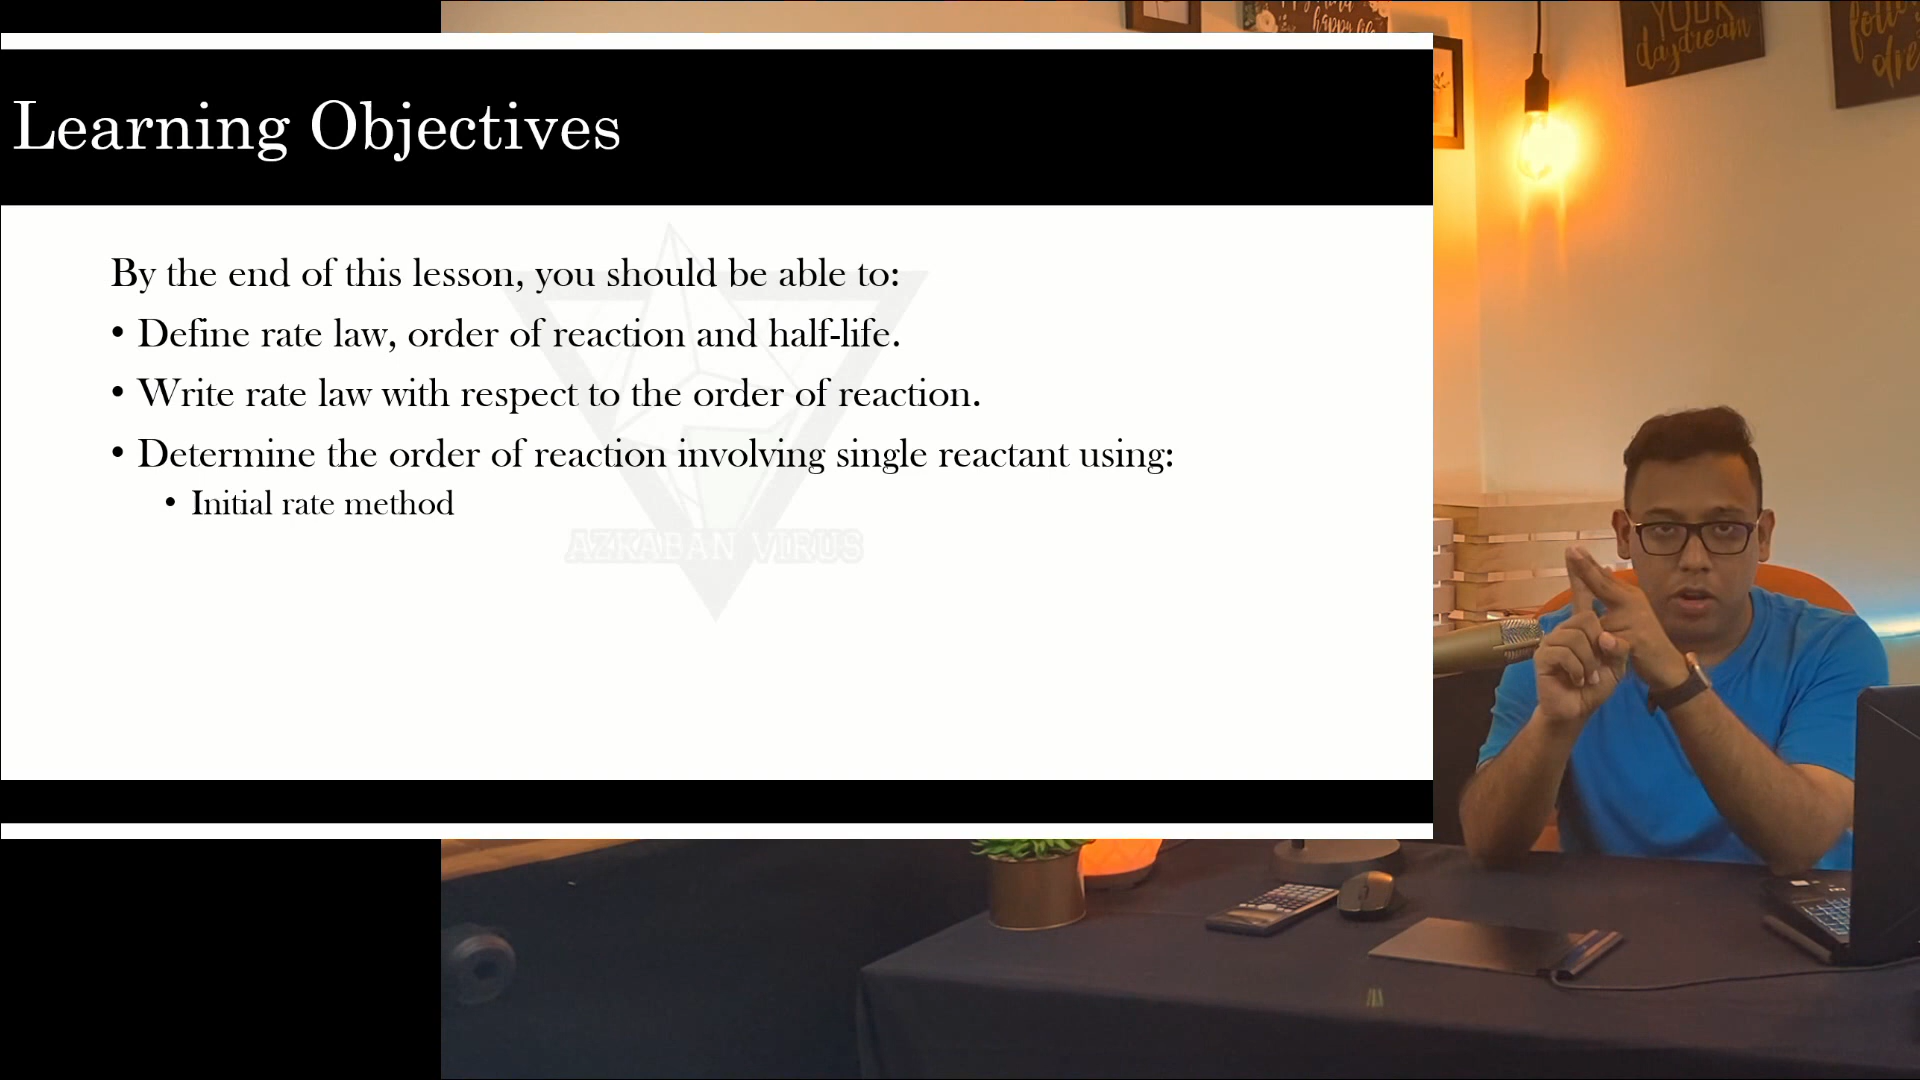 Learning Objectives
By the end of this lesson, you should be able to:
• Define rate law, order of reaction and half-life.
• Write rate law with respect to the order of reaction.
• Determine the order of reaction involving single reactant using:
• Initial rate method
AZKABAN VIRUS
happy
YOUR
daydream